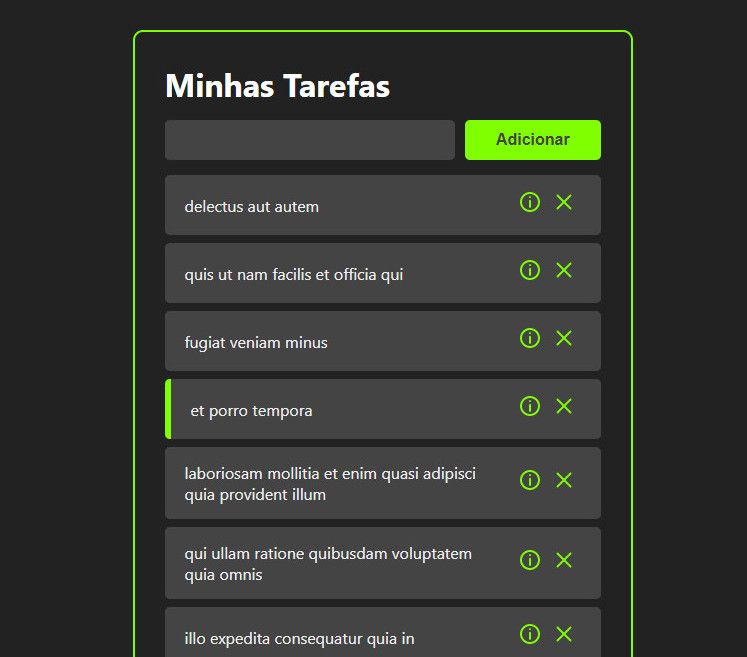 Minhas Tarefas
Adicionar
delectus aut autem
quis ut nam facilis et officia qui
fugiat veniam minus
et porro tempora
laboriosam mollitia et enim quasi adipisci
quia provident illum
qui ullam ratione quibusdam voluptatem
quia omnis
illo expedita consequatur quia in